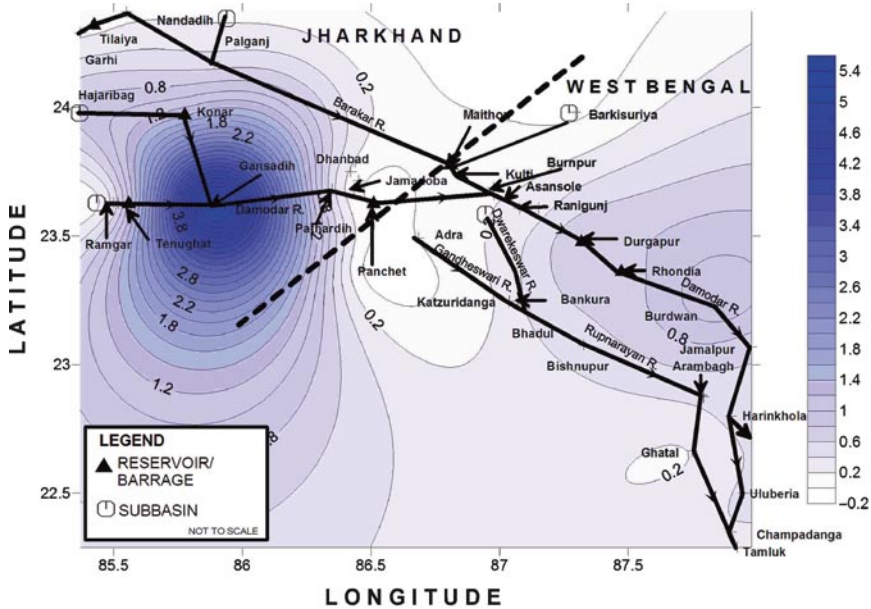 Nandadih
Tilaiya
Palganj
JHARKHAND
Garhi
0.8
0.2
WEST BENGAL
24
Hajaribag
Konar
1.8
2.2
Barakar R.
Maithon
Barkisuriya
Gansadih
Dhanbad
Jamadoba
Kulti
Burnpur
Asansole
Damodar R.
Ranigunj
3.8
Ramgar
Tenughat
Pathardih
Panchet
Adra
0
Dwarekeswar R.
Durgapur
23.5
2.8
2.2
1.8
Gandheswari R.
Rhondia
Damodar R.
Katzuridanga
Bankura
Burdwan
0.2
0.8
Bhadul
Rupnarayan R.
Jamalpur
23
1.2
Bishnupur
Arambagh
Harinkhola
LEGEND
RESERVOIR/
BARRAGE
SUBBASIN
NOT TO SCALE
Ghatal
0.2
22.5
Uluberia
Champadanga
Tamluk
85.5
86
86.5
87
87.5
LONGITUDE
LATITUDE
5.4
5
4.6
4.2
3.8
3.4
3
2.6
2.2
1.8
1.4
1
0.6
0.2
−0.2